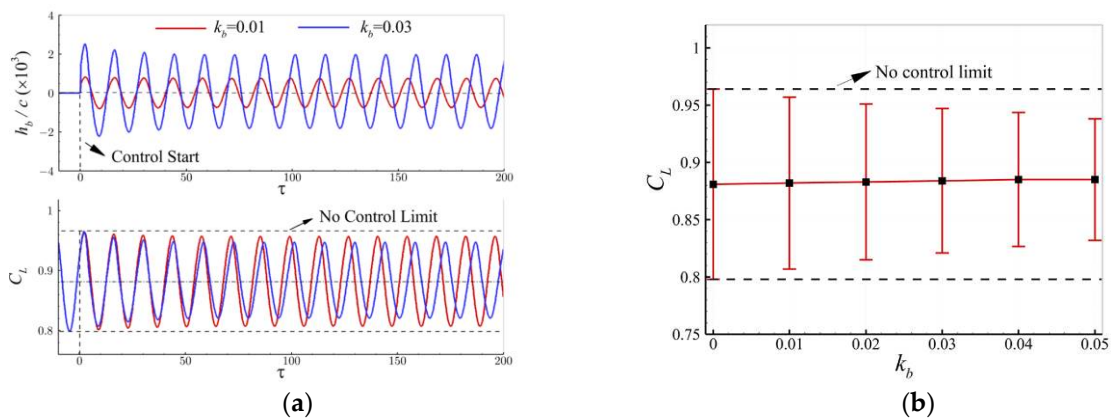 k_b=0.01 k_b=0.03
h_b / c (×10³)
4
2
0
-2
-4
Control Start
0 50 100 150 200
τ
No Control Limit
C_L
1
0.9
0.8
0 50 100 150 200
τ
(a)
No control limit
C_L
1
0.95
0.9
0.85
0.8
0.75
0 0.01 0.02 0.03 0.04 0.05
k_b
(b)